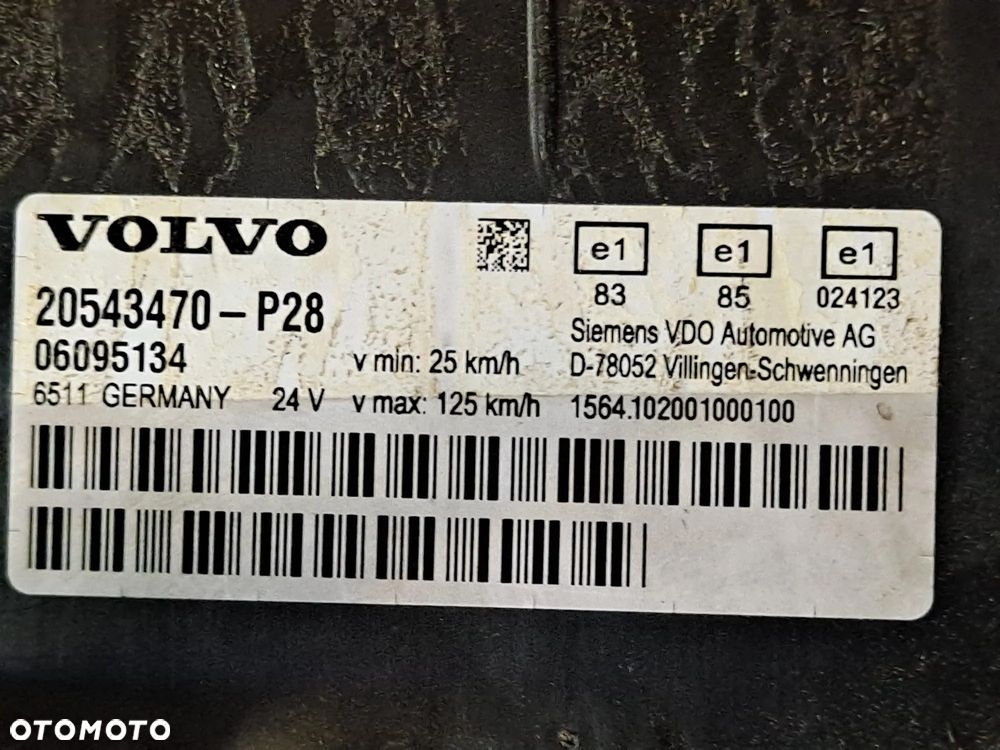 VOLVO
e1 e1 e1
83 85 024123
20543470-P28
Siemens VDO Automotive AG
06095134 v min: 25 km/h D-78052 Villingen-Schwenningen
6511 GERMANY 24 V v max: 125 km/h 1564.102001000100
OTOMOTO